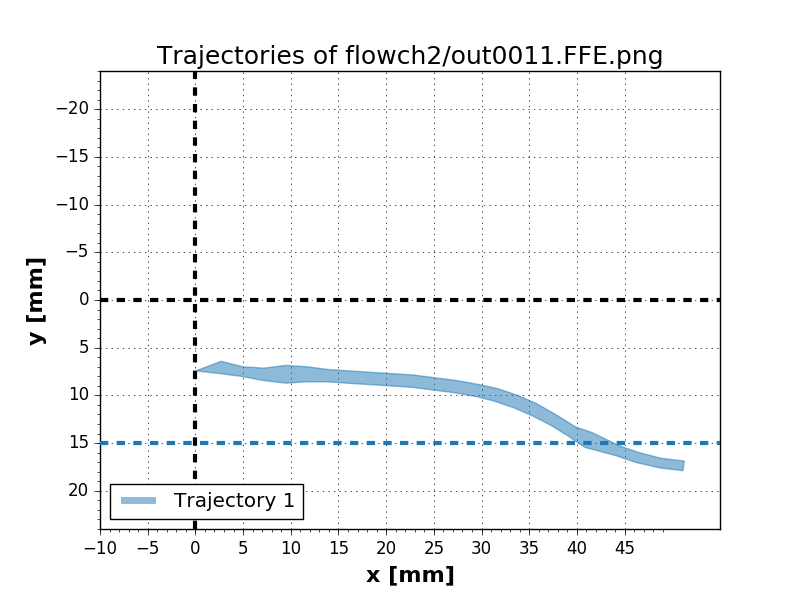 Trajectories of flowch2/out0011.FFE.png
y [mm]
−20
−15
−10
−5
0
5
10
15
20
Trajectory 1
−10 −5 0 5 10 15 20 25 30 35 40 45
x [mm]